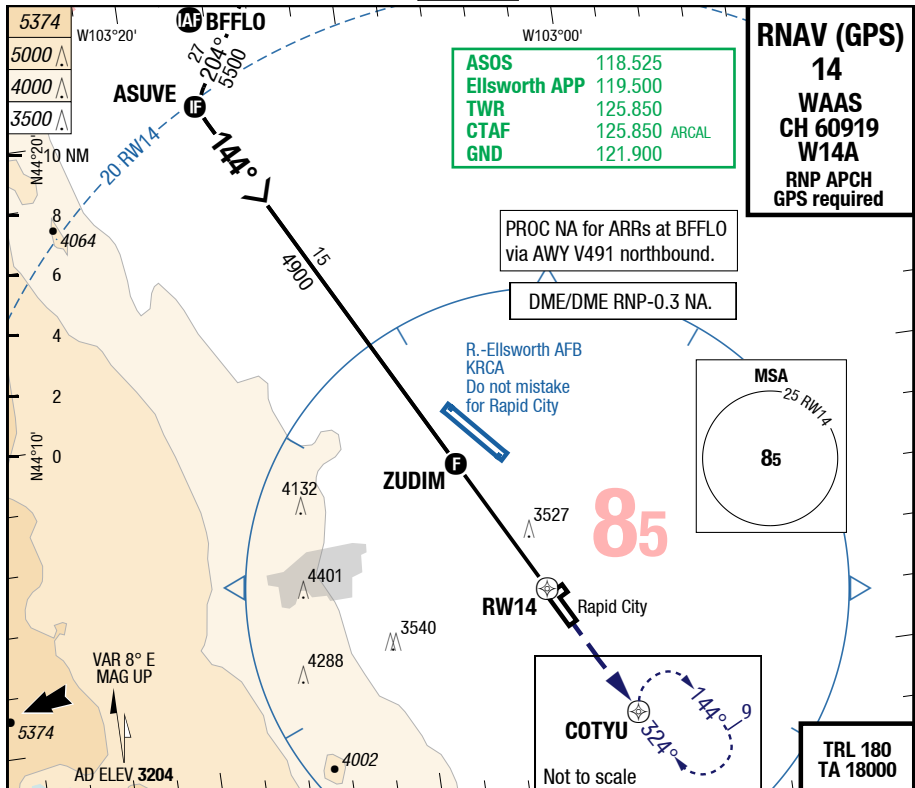 5374
5000
4000
3500
W103°20'
IAF BFFLO
27
204°
5500
ASUVE
IF
144°
20 RW14
W103°00'
ASOS 118.525
Ellsworth APP 119.500
TWR 125.850
CTAF 125.850 ARCAL
GND 121.900
RNAV (GPS)
14
WAAS
CH 60919
W14A
RNP APCH
GPS required
N44°20'
10 NM
8
6
4
2
0
N44°10'
4064
15
4900
PROC NA for ARRs at BFFLO
via AWY V491 northbound.
DME/DME RNP-0.3 NA.
R.-Ellsworth AFB
KRCA
Do not mistake
for Rapid City
MSA
25 RW14
85
F
ZUDIM
4132
3527
85
4401
RW14
Rapid City
3540
4288
VAR 8° E
MAG UP
5374
AD ELEV 3204
4002
COTYU
144°
9
324°
Not to scale
TRL 180
TA 18000